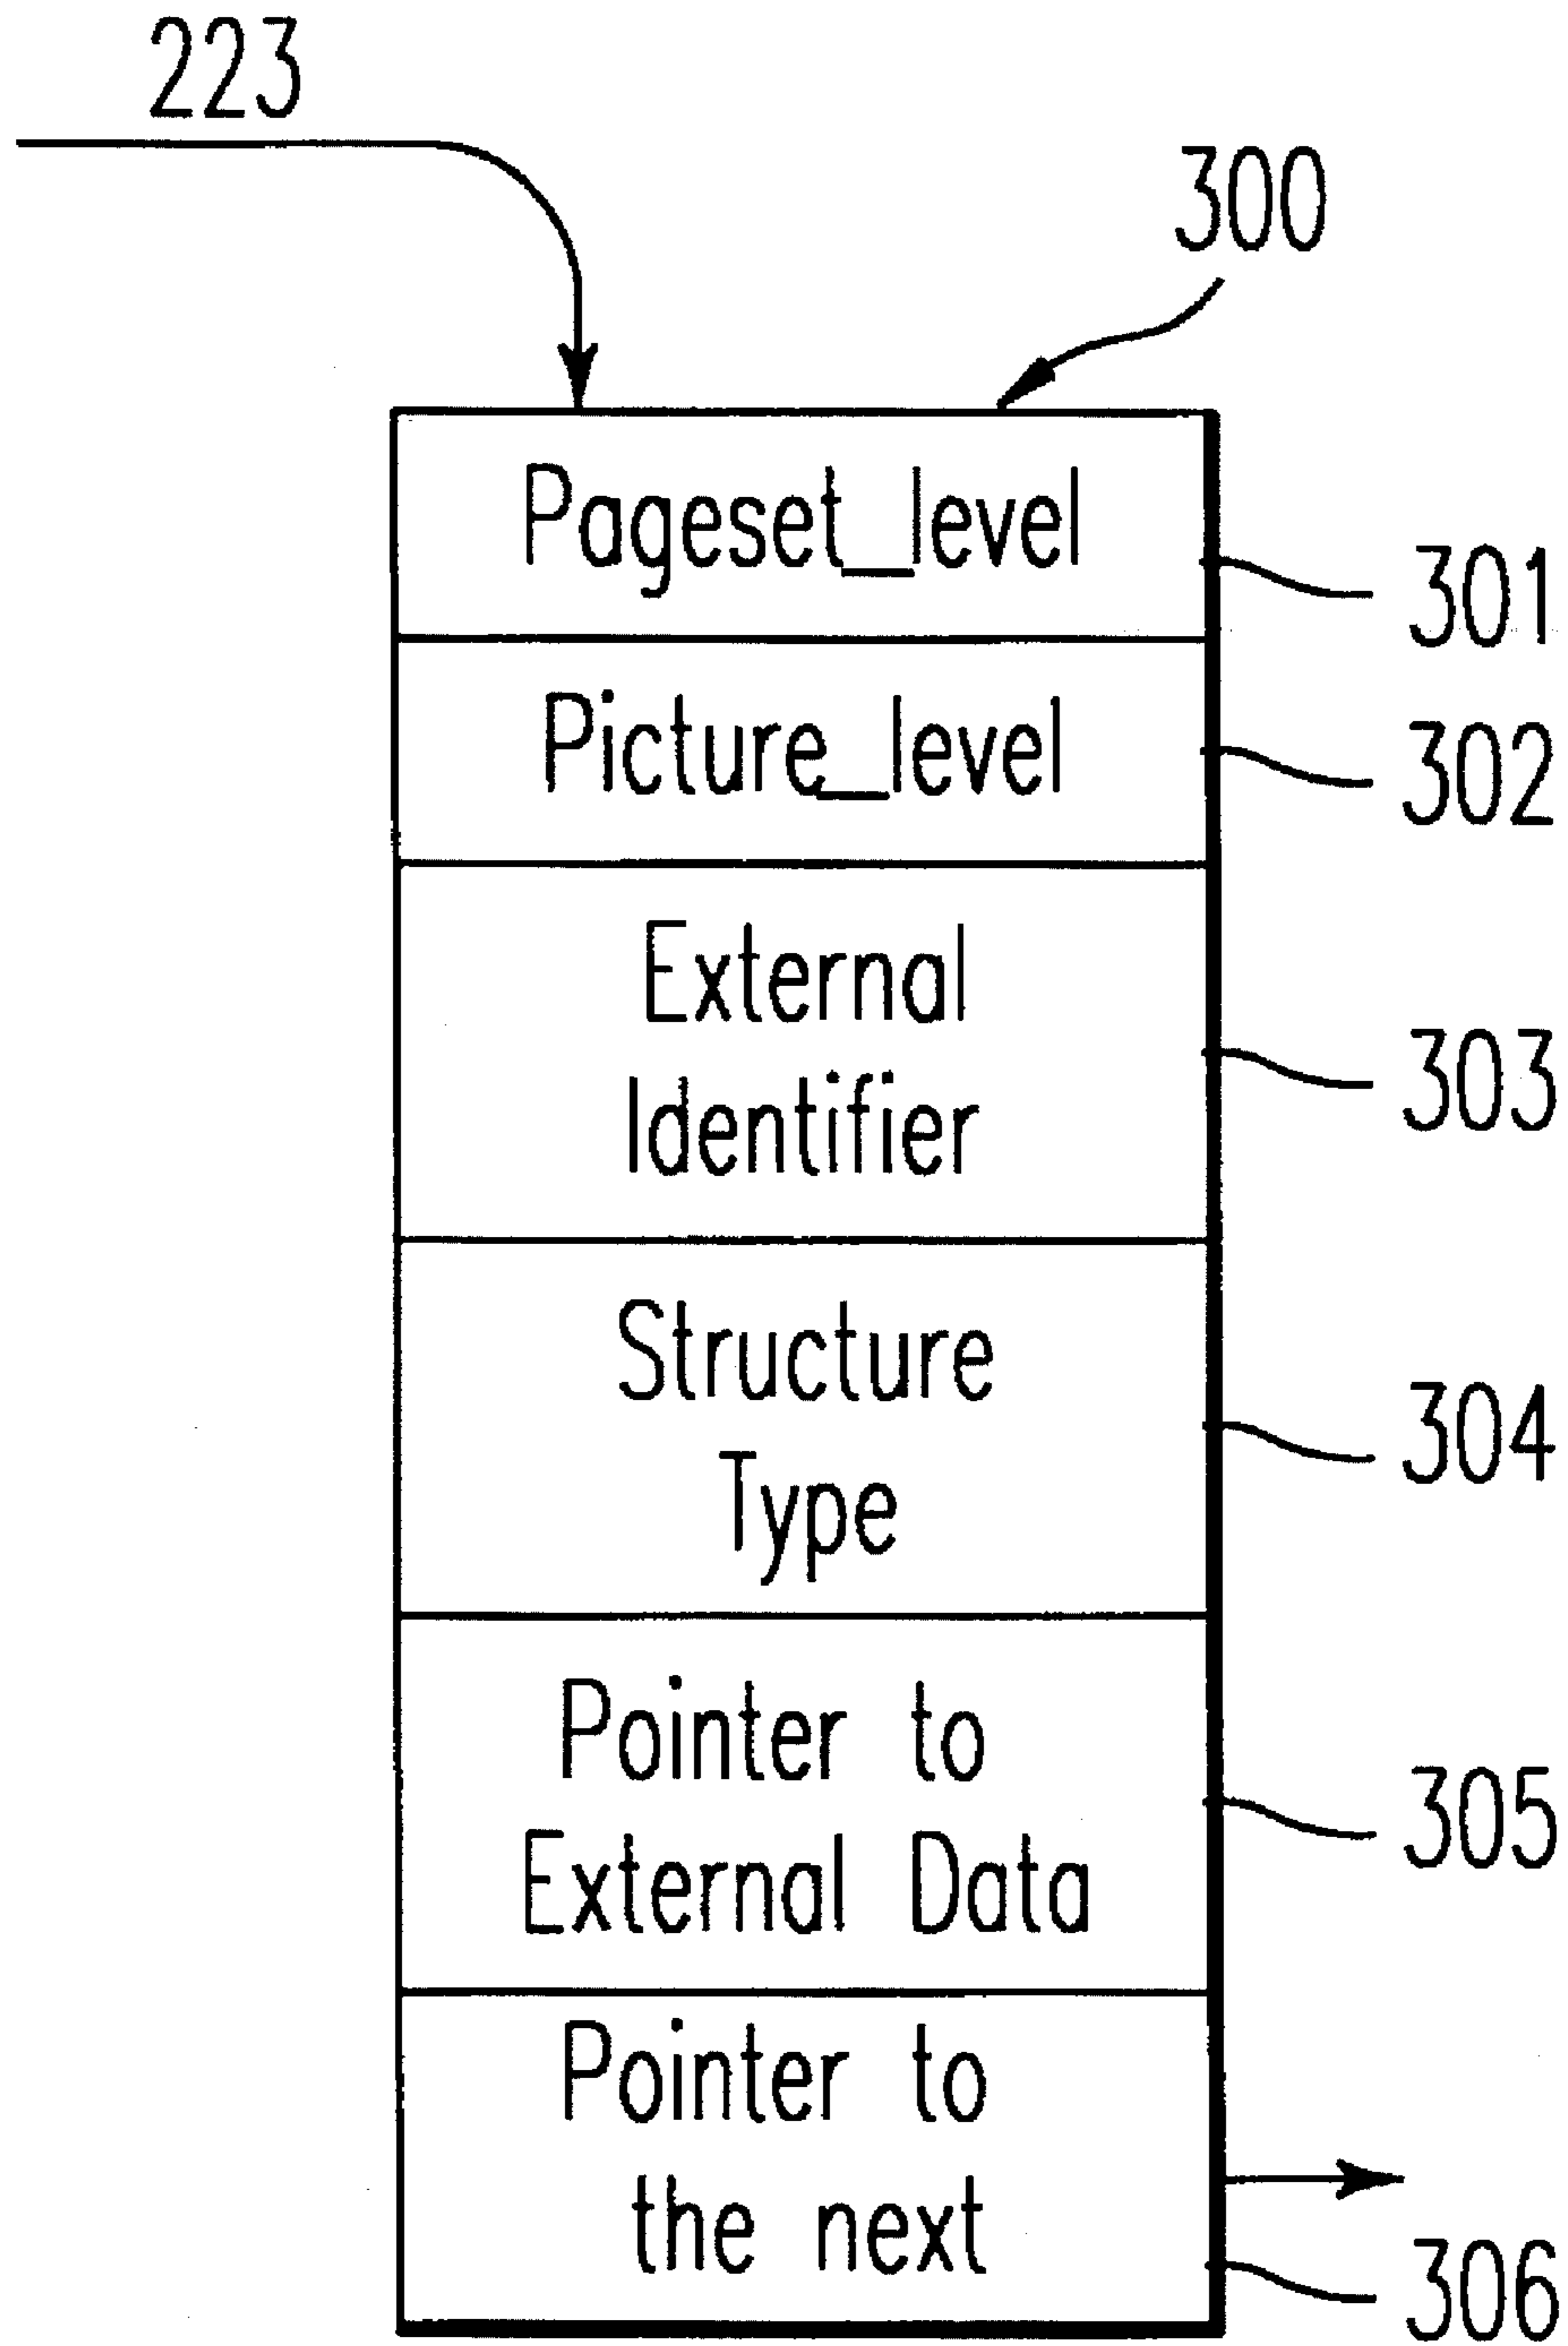 223
300
Pageset_level
301
Picture_level
302
External
Identifier
303
Structure
Type
304
Pointer to
External Data
305
Pointer to
the next
306